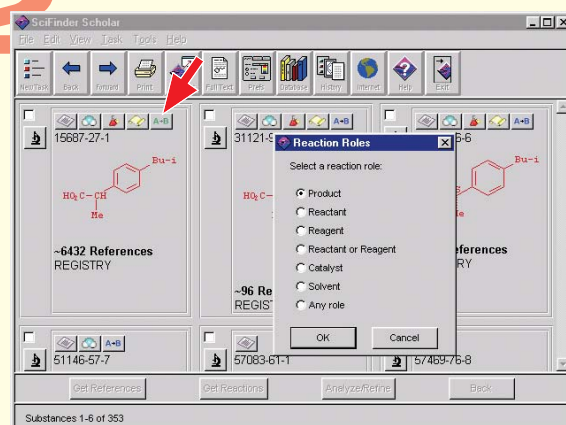 SciFinder Scholar
File Edit View Task Tools Help
New Task Back Forward Print Full Text Prefs Database History Internet Help Exit
A→B A→B A→B
15687-27-1
31121-9
6-6
Bu-i
HO₂C—CH
Me
HO₂C—
Bu-i
~6432 References
REGISTRY
~96 Re
REGIST
eferences
RY
Reaction Roles
Select a reaction role:
Product
Reactant
Reagent
Reactant or Reagent
Catalyst
Solvent
Any role
OK Cancel
A→B
51146-57-7
57083-61-1
57469-76-8
Get References Get Reactions Analyze/Refine Back
Substances 1-6 of 353